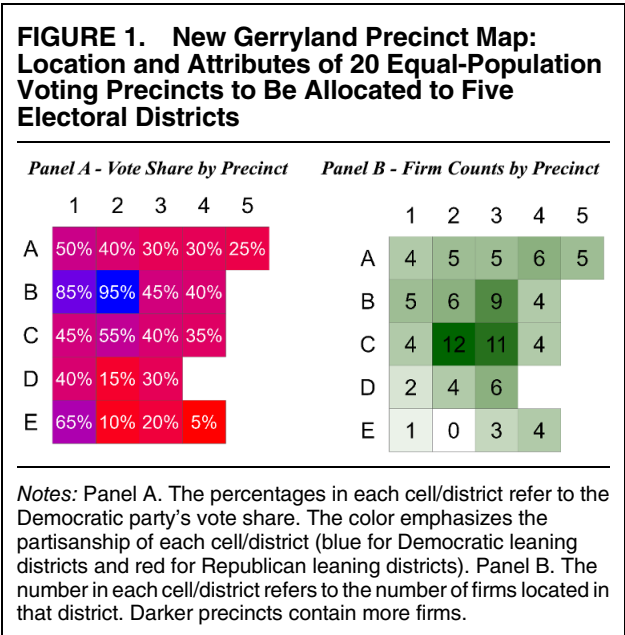 FIGURE 1. New Gerryland Precinct Map:
Location and Attributes of 20 Equal-Population
Voting Precincts to Be Allocated to Five
Electoral Districts
Panel A - Vote Share by Precinct
1 2 3 4 5
A 50% 40% 30% 30% 25%
B 85% 95% 45% 40%
C 45% 55% 40% 35%
D 40% 15% 30%
E 65% 10% 20% 5%
Panel B - Firm Counts by Precinct
1 2 3 4 5
A 4 5 5 6 5
B 5 6 9 4
C 4 12 11 4
D 2 4 6
E 1 0 3 4
Notes: Panel A. The percentages in each cell/district refer to the
Democratic party's vote share. The color emphasizes the
partisanship of each cell/district (blue for Democratic leaning
districts and red for Republican leaning districts). Panel B. The
number in each cell/district refers to the number of firms located in
that district. Darker precincts contain more firms.